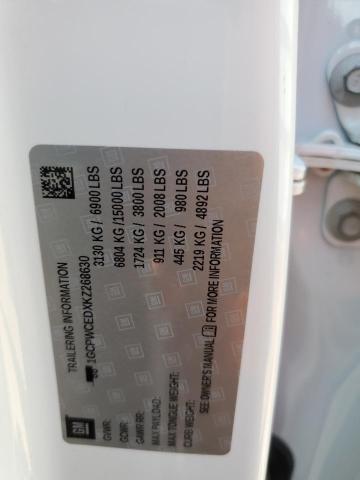 GM
TRAILERING INFORMATION
1GCPWCEDXKZ268630
GVWR: 3130 KG / 6900 LBS
GCWR: 6804 KG /15000 LBS
GAWR RR: 1724 KG / 3800 LBS
MAX PAYLOAD: 911 KG / 2008 LBS
MAX TONGUE WEIGHT: 445 KG / 980 LBS
CURB WEIGHT: 2219 KG / 4892 LBS
SEE OWNER'S MANUAL FOR MORE INFORMATION